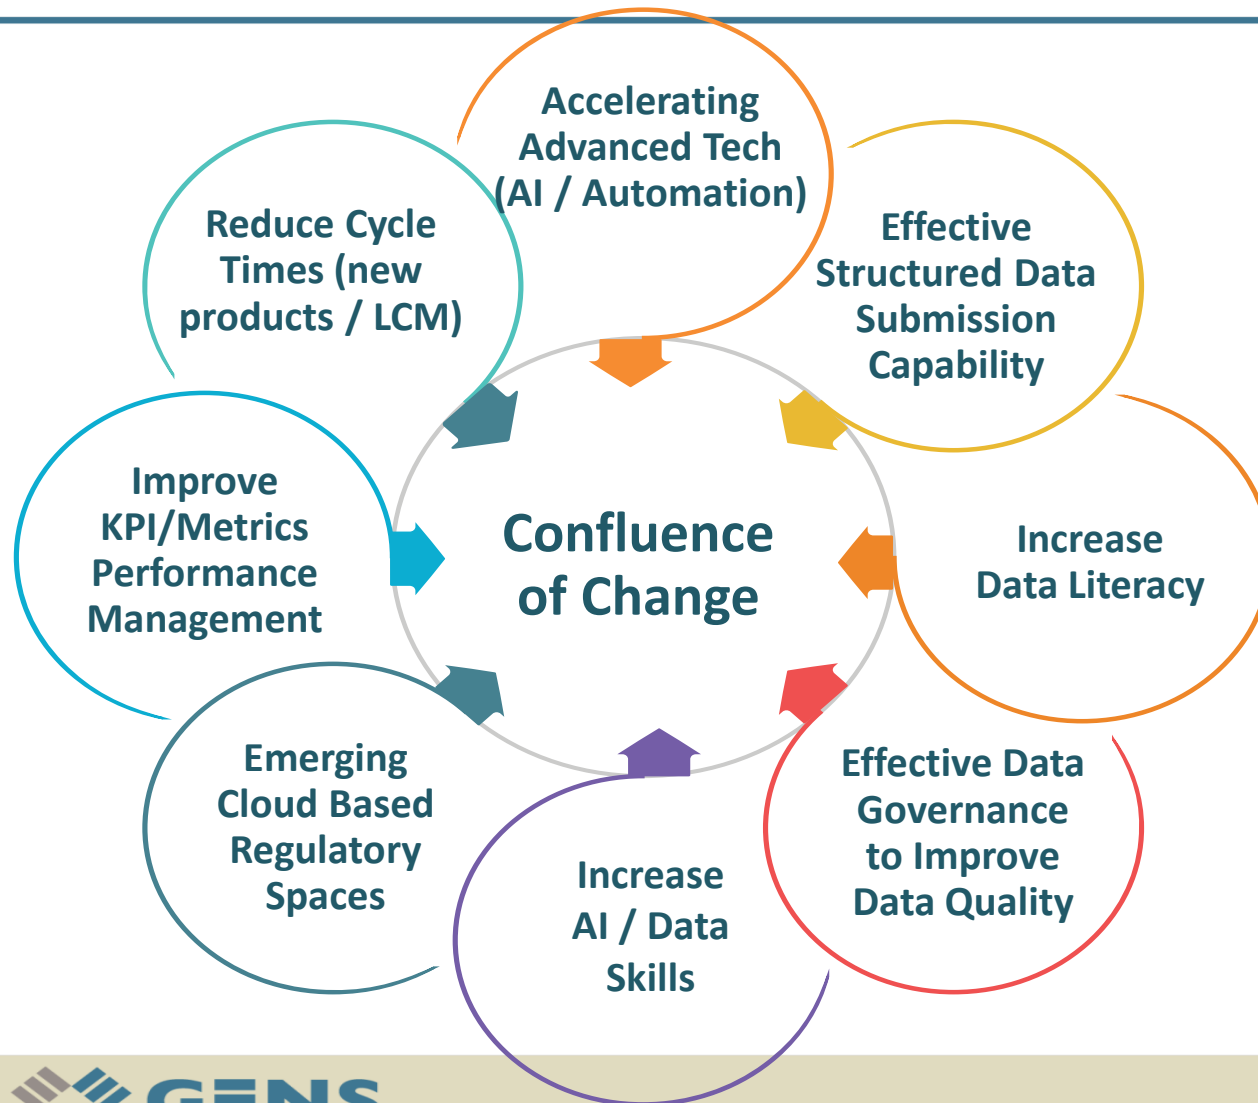 Accelerating
Advanced Tech
(AI / Automation)
Effective
Structured Data
Submission
Capability
Increase
Data Literacy
Effective Data
Governance
to Improve
Data Quality
Increase
AI / Data
Skills
Emerging
Cloud Based
Regulatory
Spaces
Improve
KPI/Metrics
Performance
Management
Reduce Cycle
Times (new
products / LCM)
Confluence
of Change
GENS